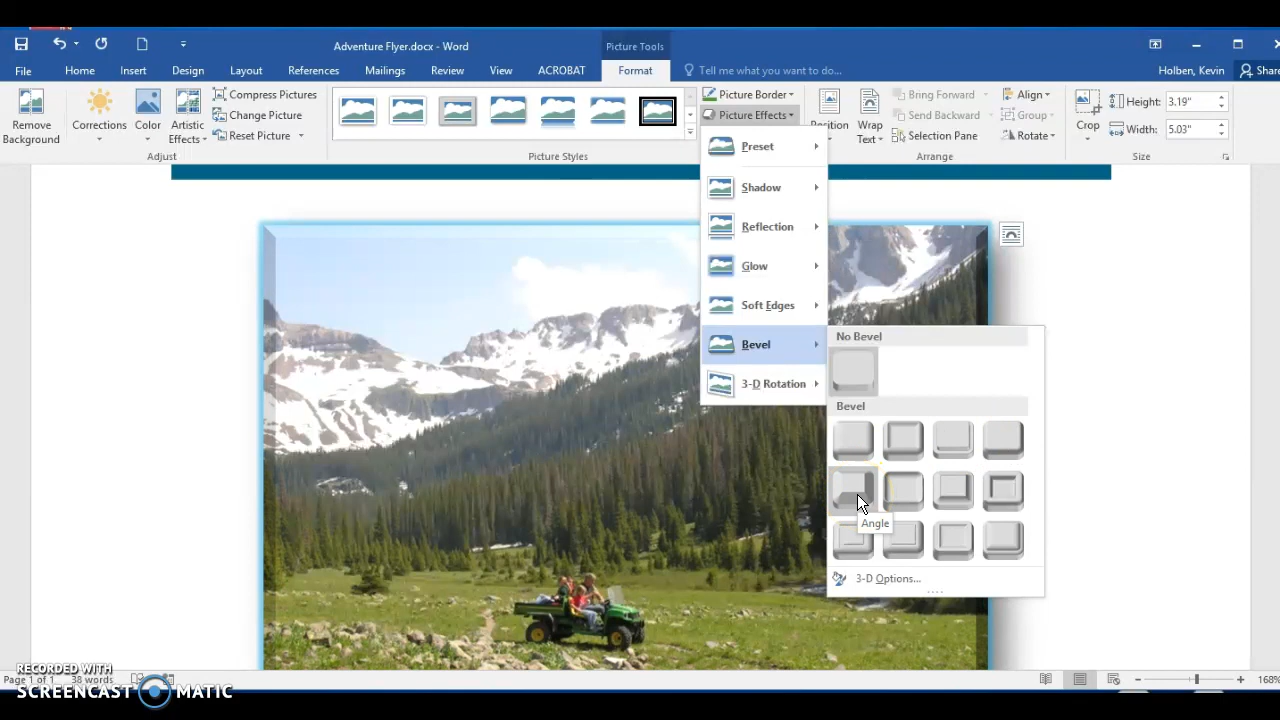 Adventure Flyer.docx - Word
Picture Tools
File Home Insert Design Layout References Mailings Review View ACROBAT Format Tell me what you want to do... Holben, Kevin Share
Remove Background
Corrections
Color
Artistic Effects
Compress Pictures
Change Picture
Reset Picture
Adjust
Picture Styles
Picture Border
Picture Effects
Position
Wrap Text
Bring Forward
Send Backward
Selection Pane
Align
Group
Rotate
Arrange
Crop
Height: 3.19"
Width: 5.03"
Size
Preset
Shadow
Reflection
Glow
Soft Edges
Bevel
3-D Rotation
No Bevel
Bevel
Angle
3-D Options...
Page 1 of 1 38 words 168%
RECORDED WITH
SCREENCAST MATIC